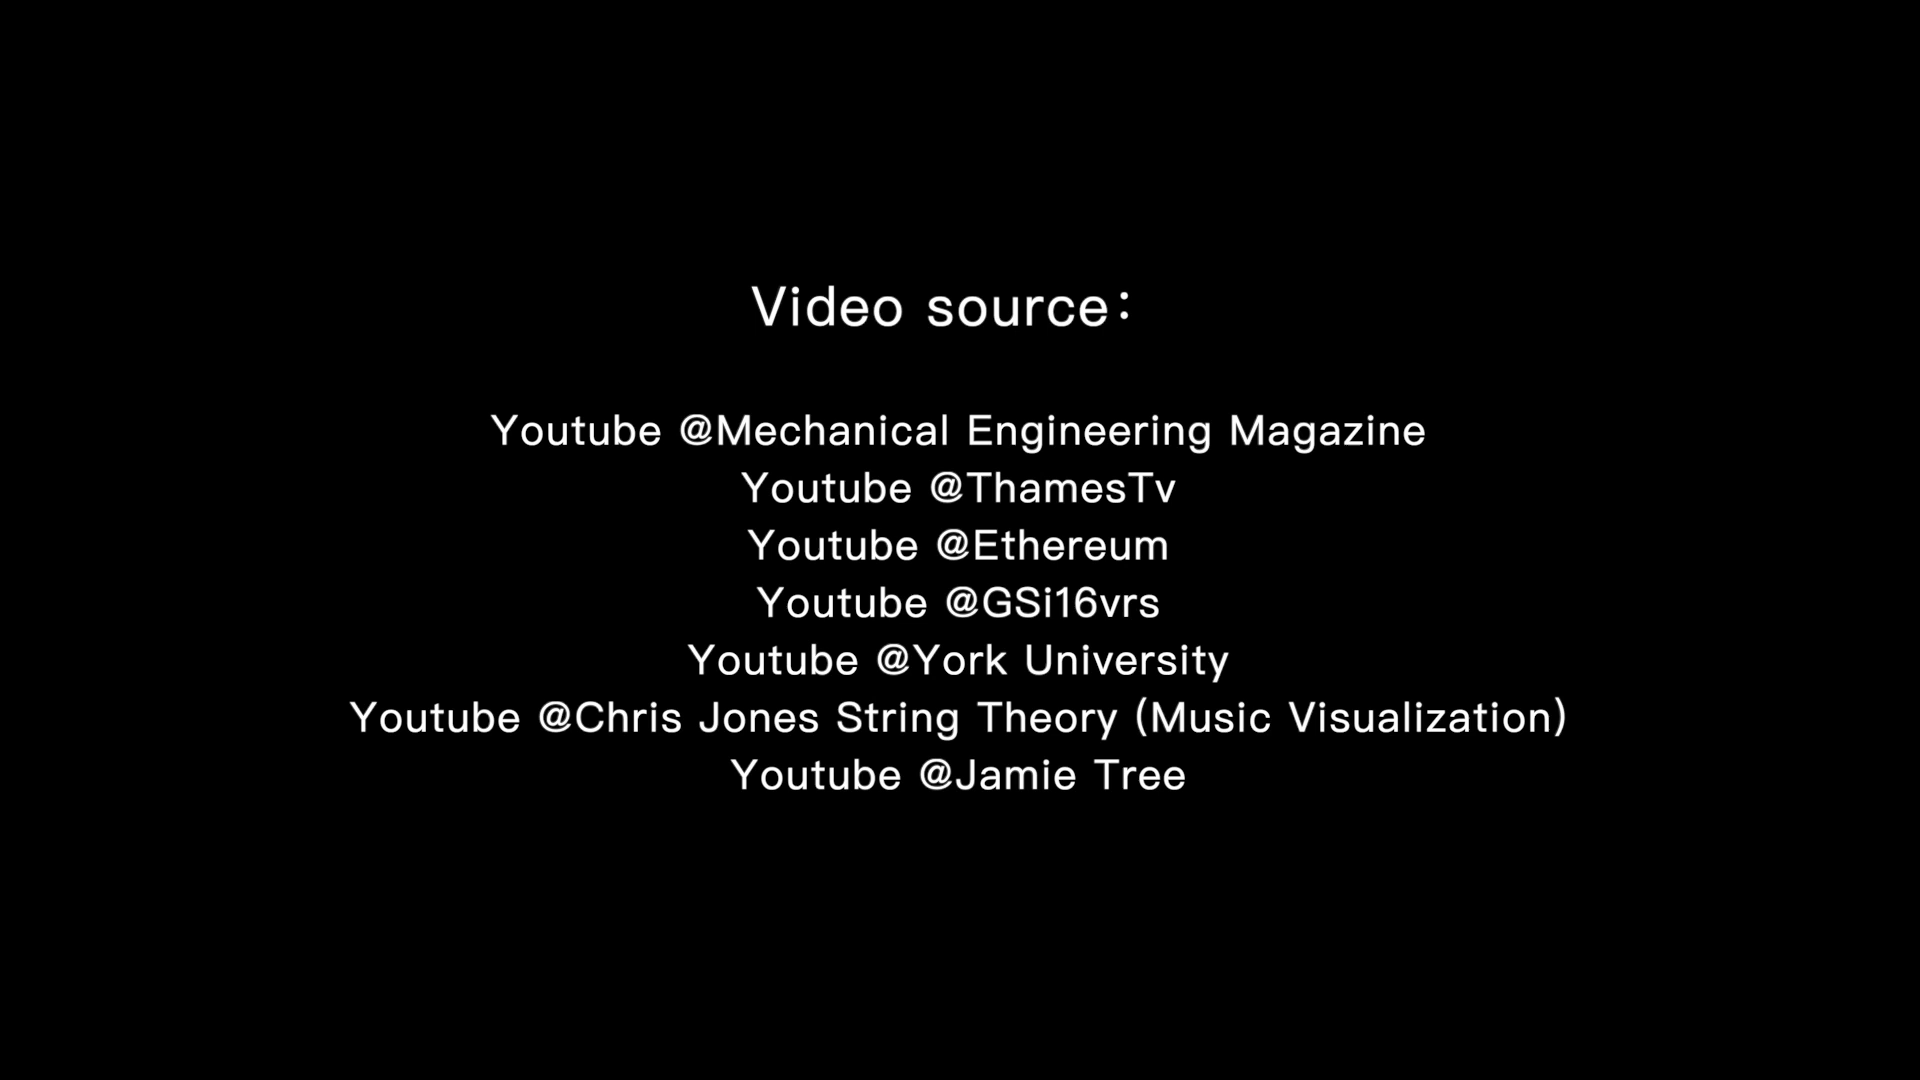 Video source:
Youtube @Mechanical Engineering Magazine
Youtube @ThamesTv
Youtube @Ethereum
Youtube @GSi16vrs
Youtube @York University
Youtube @Chris Jones String Theory (Music Visualization)
Youtube @Jamie Tree